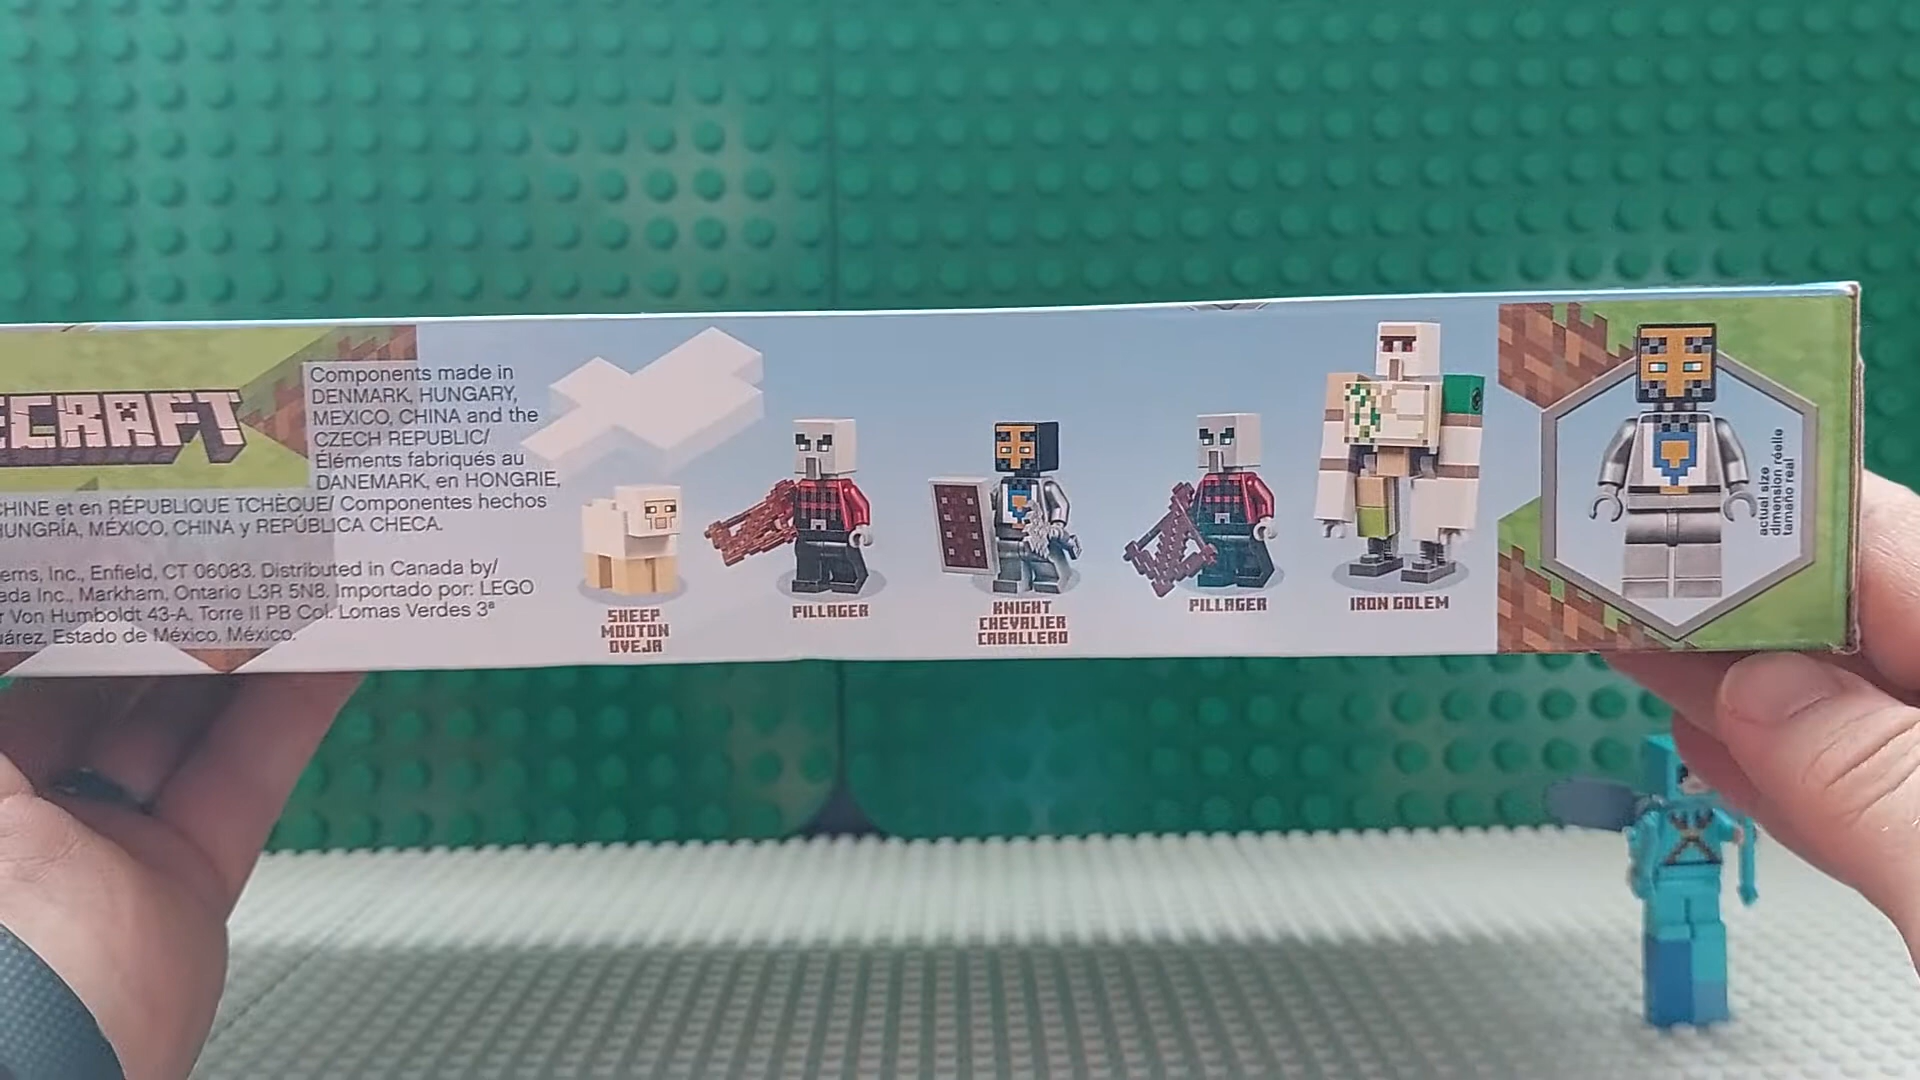 ECRAFT
Components made in
DENMARK, HUNGARY,
MEXICO, CHINA and the
CZECH REPUBLIC/
Éléments fabriqués au
DANEMARK, en HONGRIE,
CHINE et en RÉPUBLIQUE TCHÈQUE/ Componentes hechos
HUNGRÍA, MÉXICO, CHINA y REPÚBLICA CHECA.
ems, Inc., Enfield, CT 06083. Distributed in Canada by/
ada Inc., Markham, Ontario L3R 5N8. Importado por: LEGO
r Von Humboldt 43-A, Torre II PB Col. Lomas Verdes 3ª
uárez, Estado de México, México.
SHEEP
MOUTON
OVEJA
PILLAGER
KNIGHT
CHEVALIER
CABALLERO
PILLAGER
IRON GOLEM
actual size
dimension réelle
tamaño real